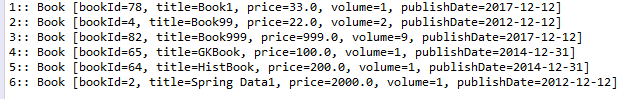 1:: Book [bookId=78, title=Book1, price=33.0, volume=1, publishDate=2017-12-12]
2:: Book [bookId=4, title=Book99, price=22.0, volume=2, publishDate=2012-12-12]
3:: Book [bookId=82, title=Book999, price=999.0, volume=9, publishDate=2017-12-12]
4:: Book [bookId=65, title=GKBook, price=100.0, volume=1, publishDate=2014-12-31]
5:: Book [bookId=64, title=HistBook, price=200.0, volume=1, publishDate=2014-12-31]
6:: Book [bookId=2, title=Spring Data1, price=2000.0, volume=1, publishDate=2012-12-12]